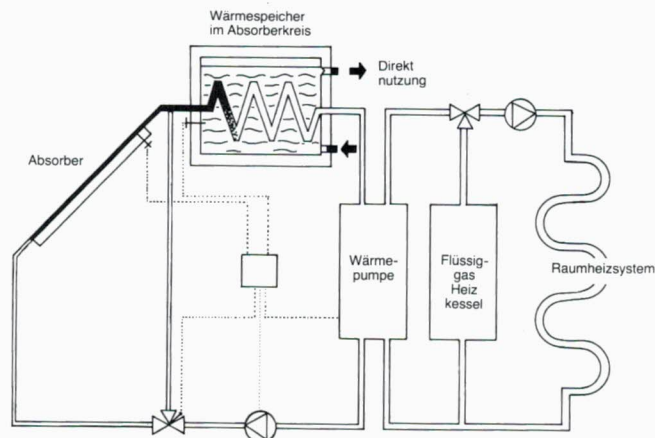 Wärmespeicher
im Absorberkreis
Direkt
nutzung
Absorber
Wärme-
pumpe
Flüssig-
gas
Heiz
kessel
Raumheizsystem